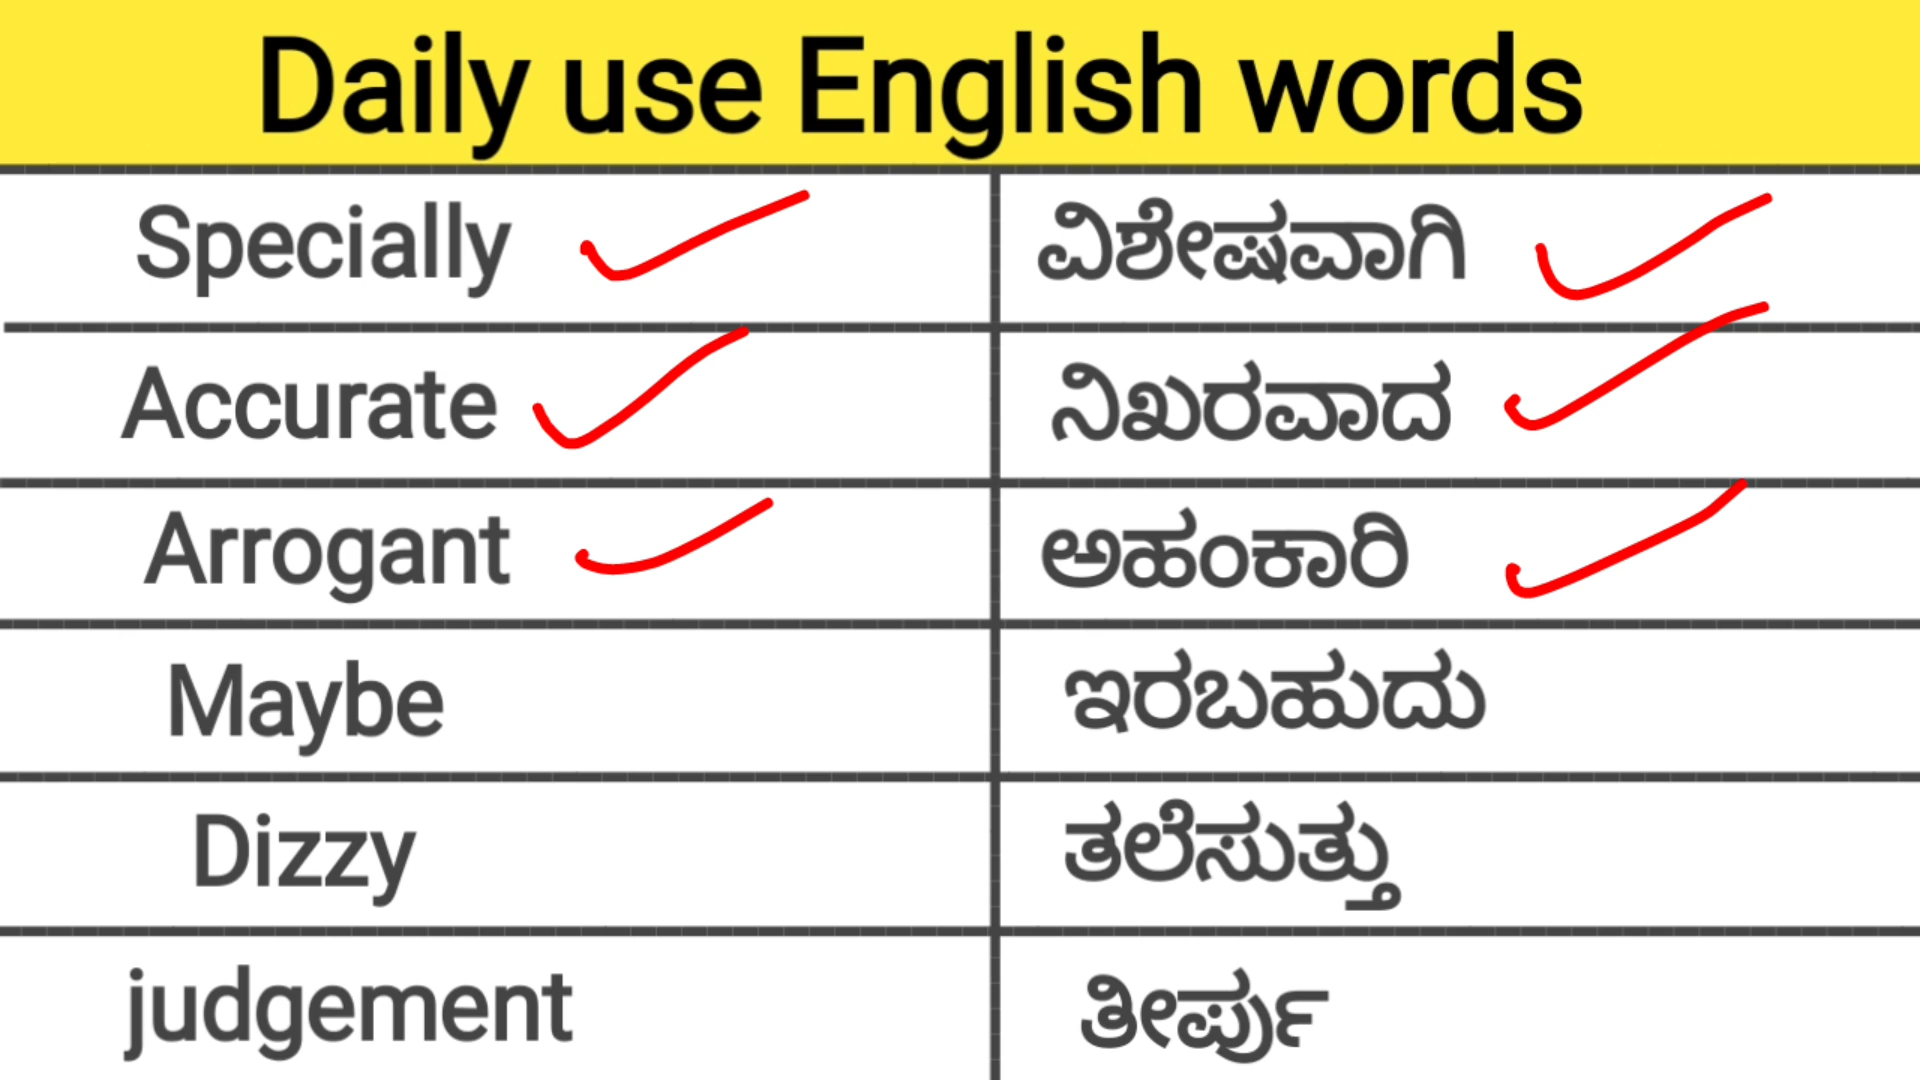 Daily use English words
Specially ವಿಶೇಷವಾಗಿ
Accurate ನಿಖರವಾದ
Arrogant ಅಹಂಕಾರಿ
Maybe ಇರಬಹುದು
Dizzy ತಲೆಸುತ್ತು
judgement ತೀರ್ಪು